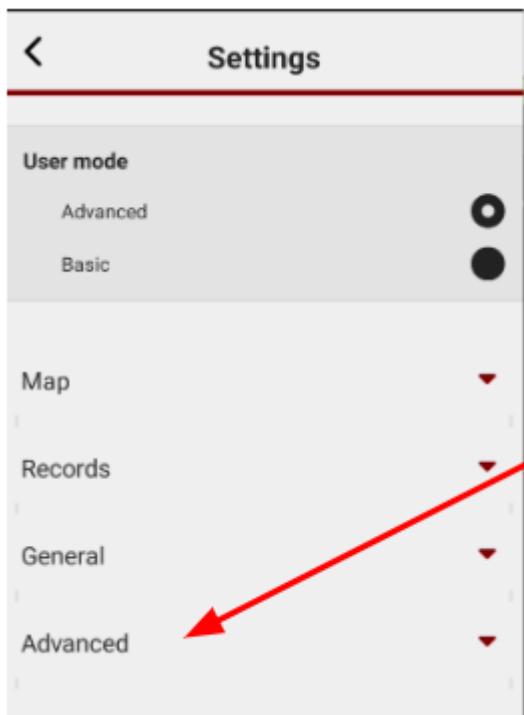 Settings
User mode
Advanced
Basic
Map
Records
General
Advanced